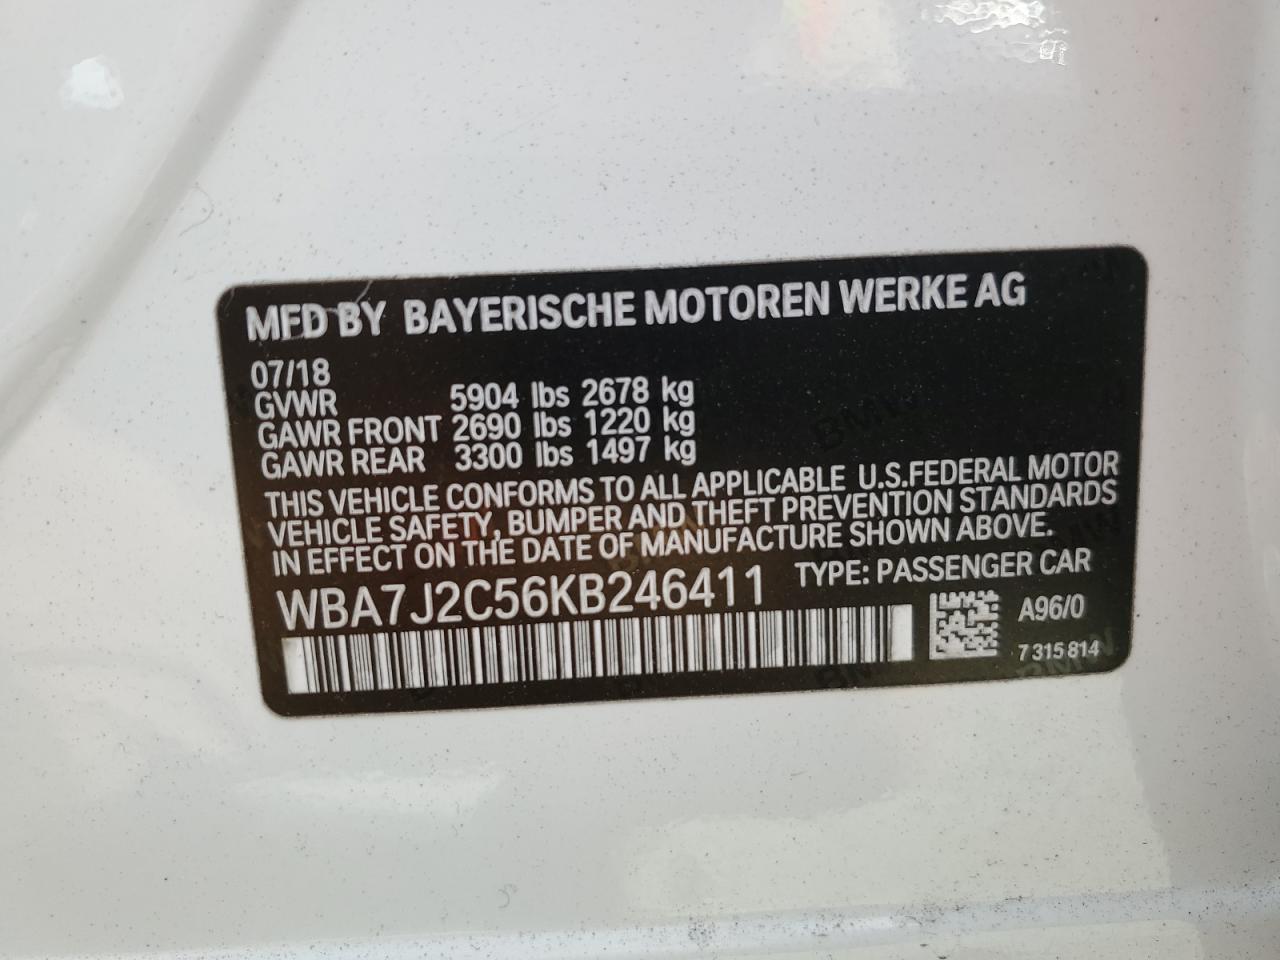 MFD BY BAYERISCHE MOTOREN WERKE AG
07/18
GVWR 5904 lbs 2678 kg
GAWR FRONT 2690 lbs 1220 kg
GAWR REAR 3300 lbs 1497 kg
THIS VEHICLE CONFORMS TO ALL APPLICABLE U.S.FEDERAL MOTOR
VEHICLE SAFETY, BUMPER AND THEFT PREVENTION STANDARDS
IN EFFECT ON THE DATE OF MANUFACTURE SHOWN ABOVE.
WBA7J2C56KB246411 TYPE: PASSENGER CAR
A96/0
7 315 814